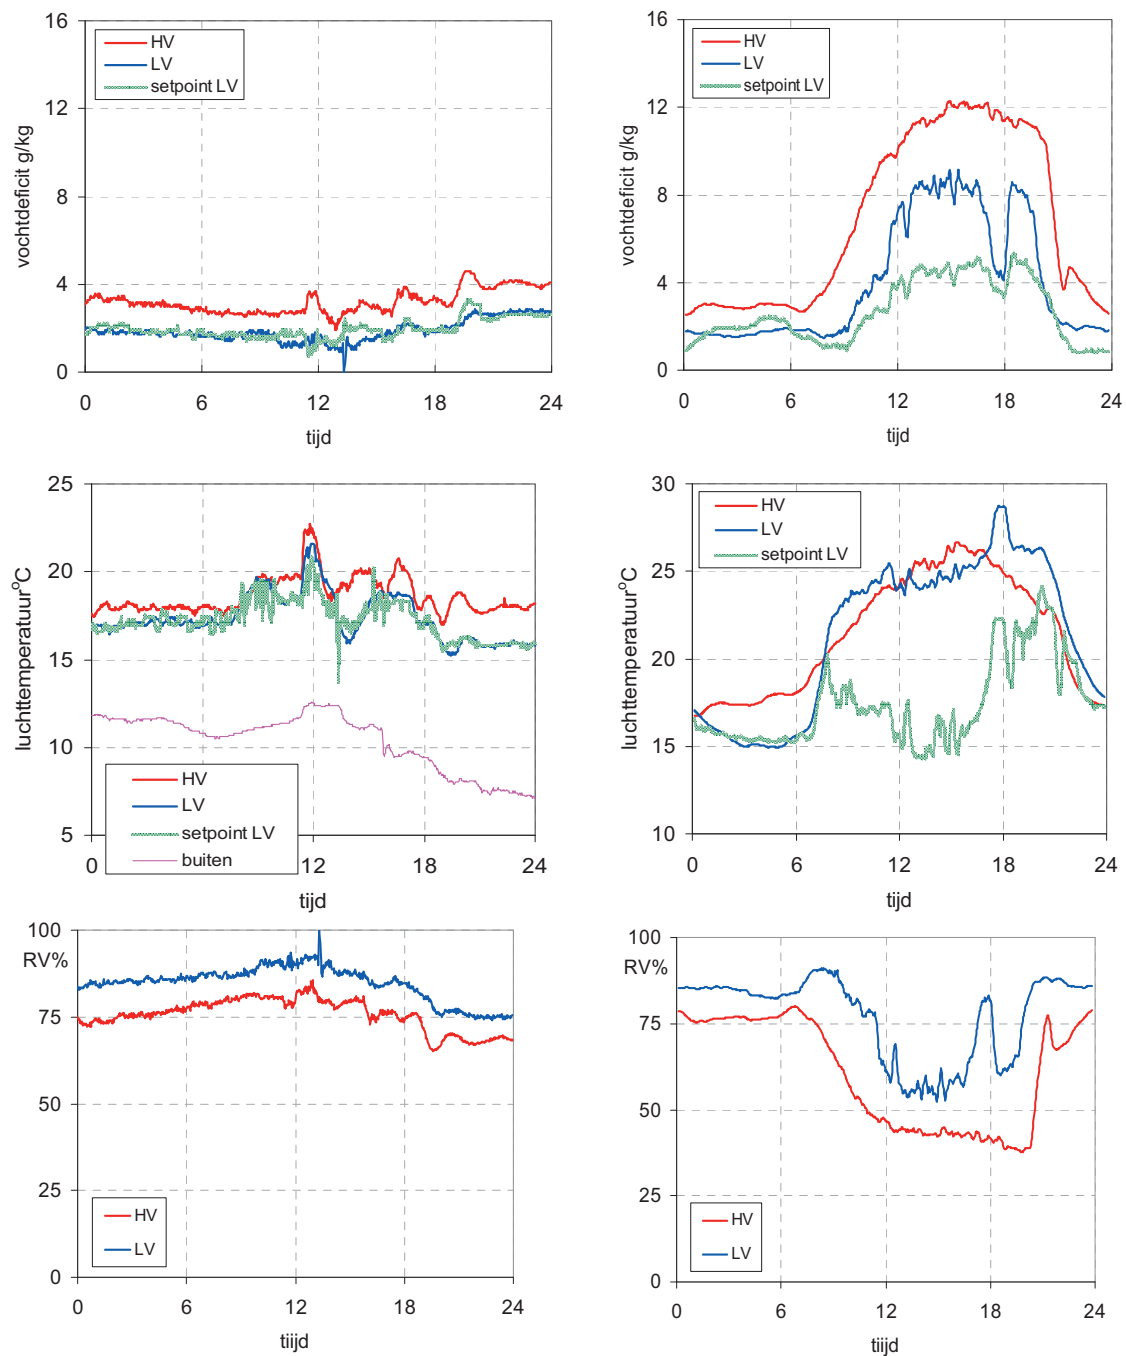 16
12
8
4
0
vochtdeficit g/kg
HV
LV
setpoint LV
0 6 12 18 24
tijd
16
12
8
4
0
vochtdeficit g/kg
HV
LV
setpoint LV
0 6 12 18 24
tijd
25
20
15
10
5
luchttemperatuur°C
HV
LV
setpoint LV
buiten
0 12 18 24
tijd
30
25
20
15
10
luchttemperatuur°C
HV
LV
setpoint LV
0 6 12 18 24
tijd
100
RV%
75
50
25
0
HV
LV
0 6 12 18 24
tiijd
100
RV%
75
50
25
0
HV
LV
0 6 12 18 24
tiijd